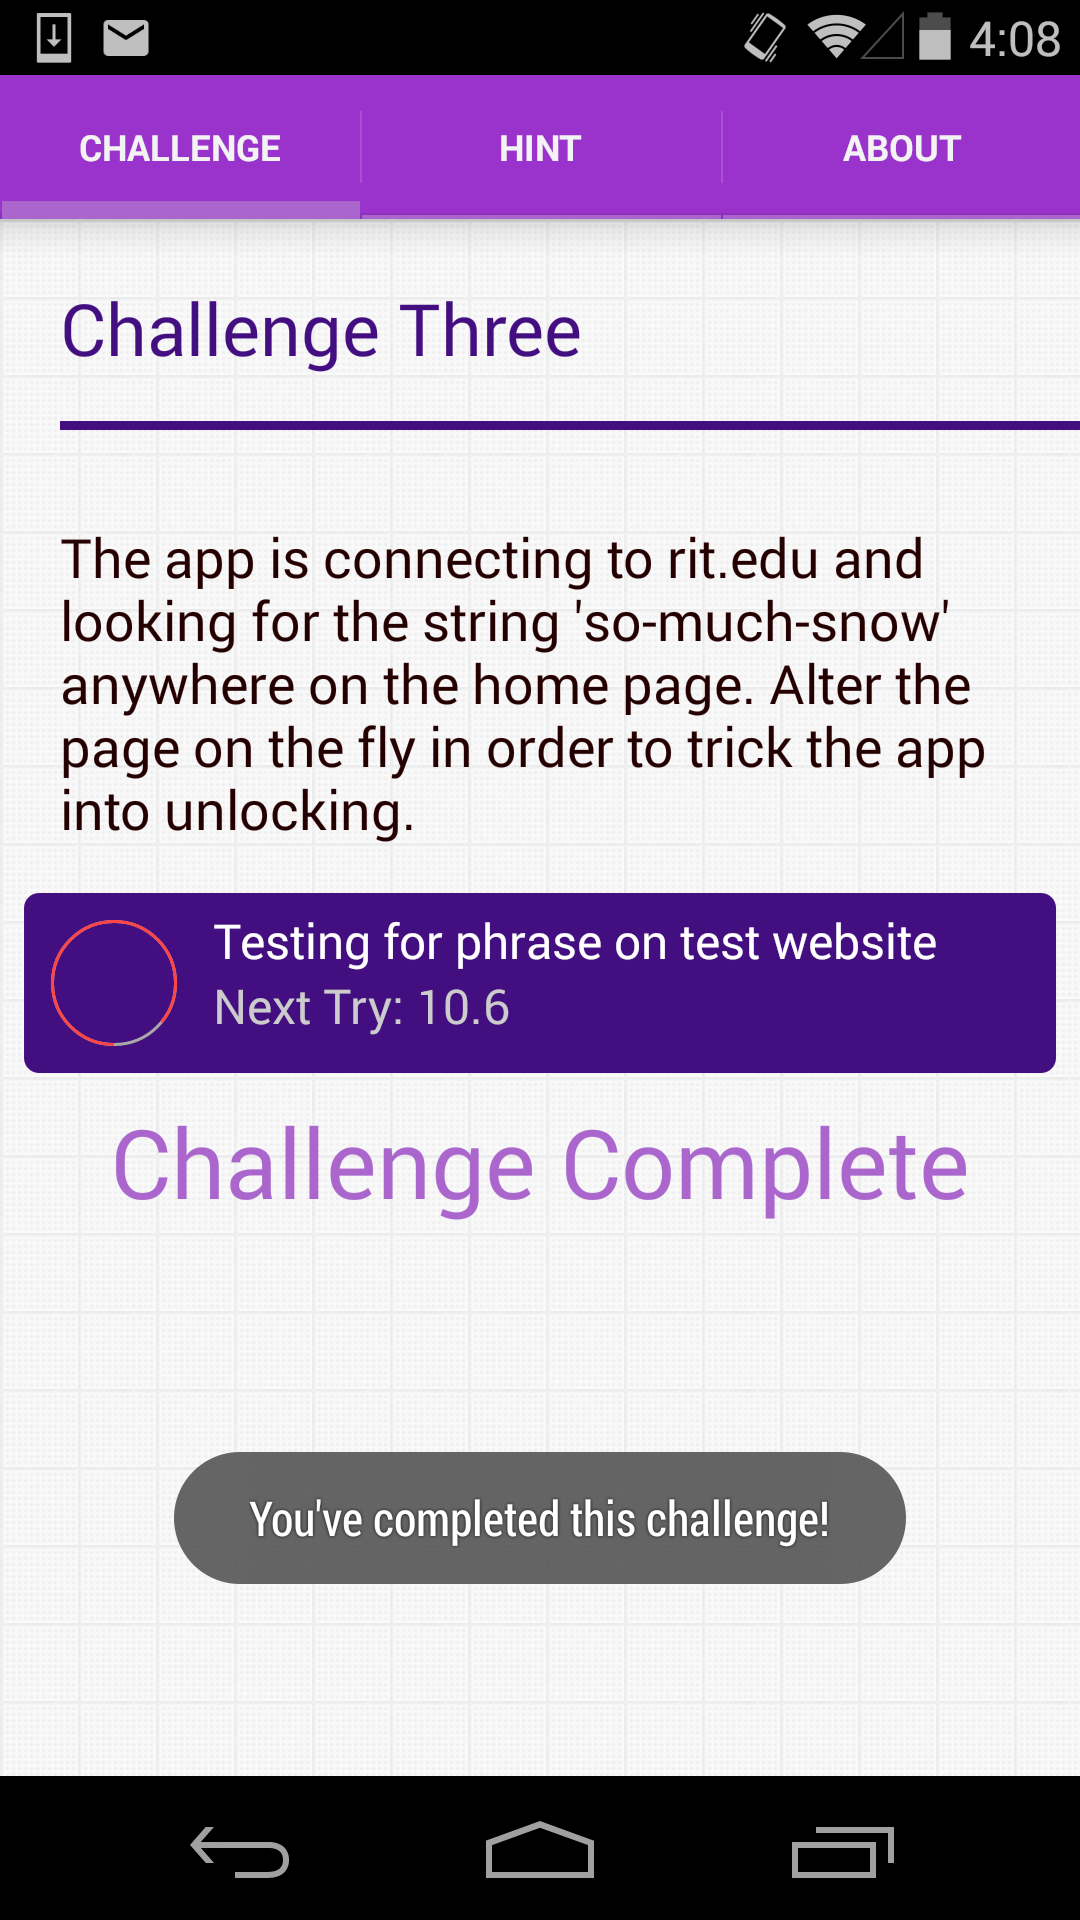 4:08
CHALLENGE
HINT
ABOUT
Challenge Three
The app is connecting to rit.edu and
looking for the string 'so-much-snow'
anywhere on the home page. Alter the
page on the fly in order to trick the app
into unlocking.
Testing for phrase on test website
Next Try: 10.6
Challenge Complete
You've completed this challenge!